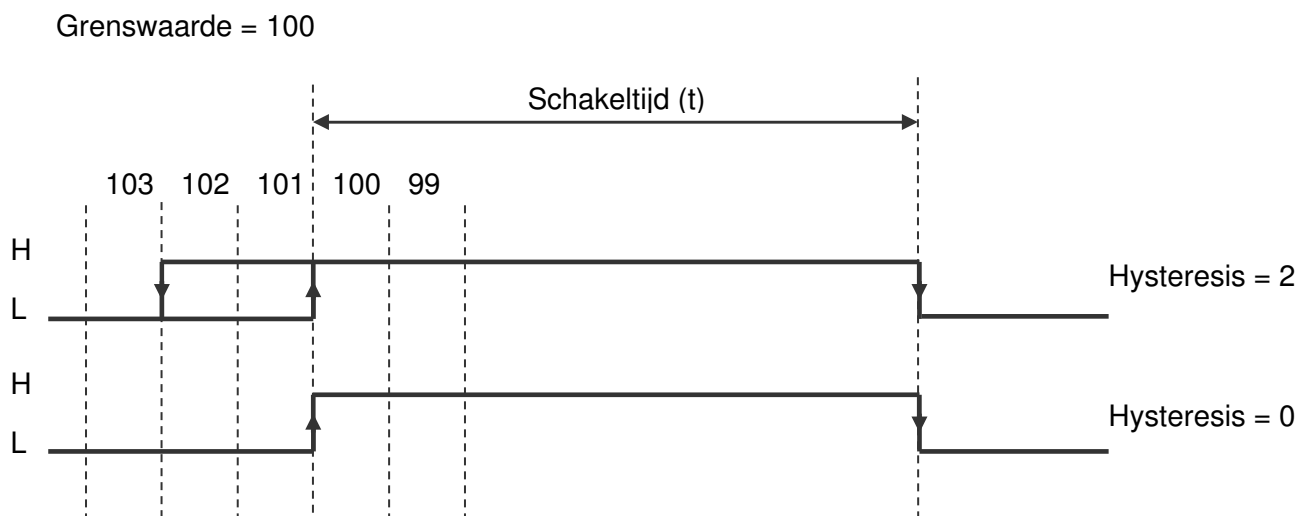 Grenswaarde = 100
Schakeltijd (t)
103 102 101 100 99
H
L
Hysteresis = 2
H
L
Hysteresis = 0